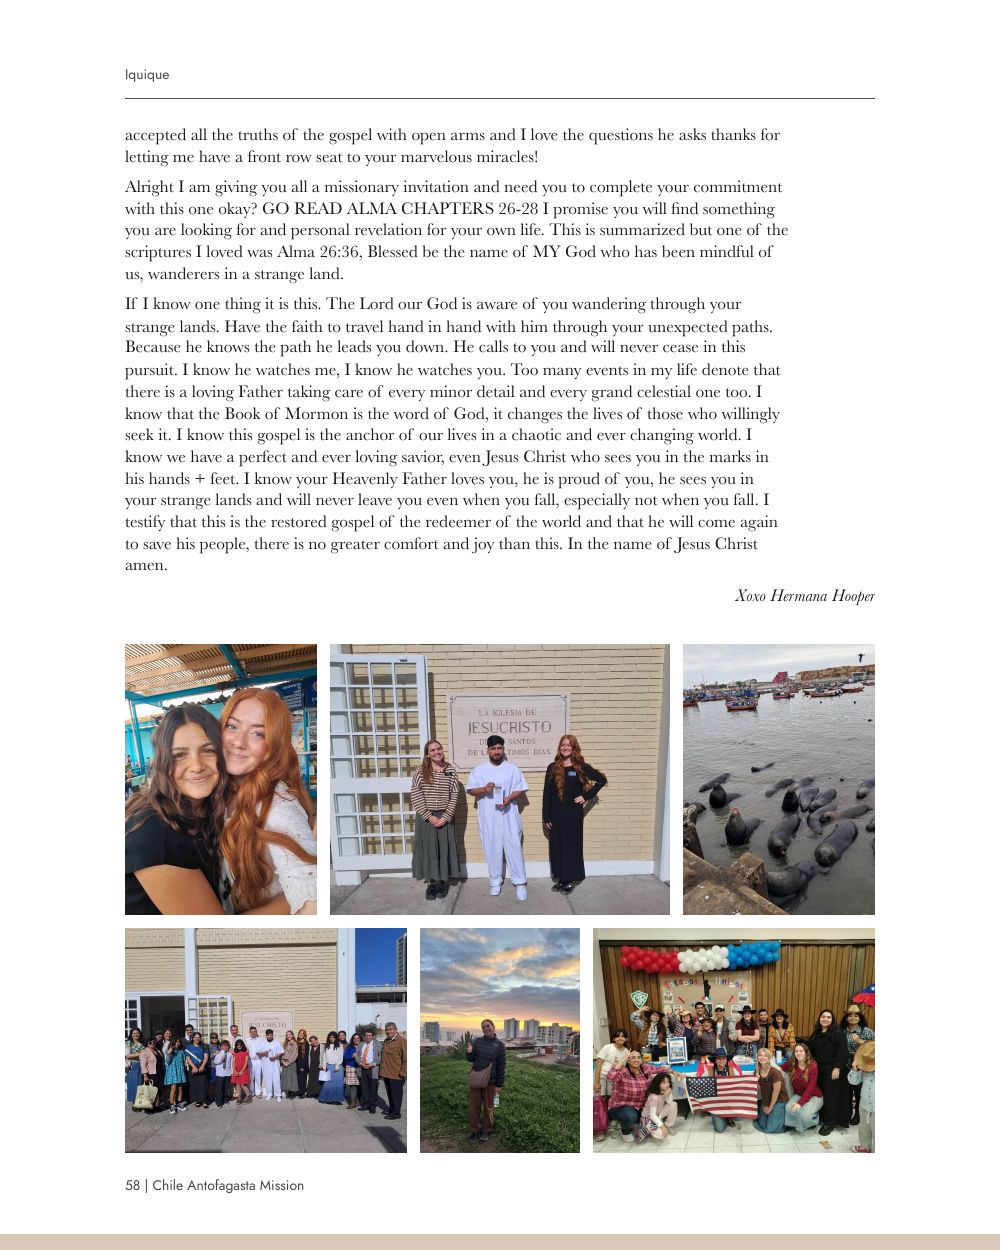 Iquique
accepted all the truths of the gospel with open arms and I love the questions he asks thanks for
letting me have a front row seat to your marvelous miracles!
Alright I am giving you all a missionary invitation and need you to complete your commitment
with this one okay? GO READ ALMA CHAPTERS 26-28 I promise you will find something
you are looking for and personal revelation for your own life. This is summarized but one of the
scriptures I loved was Alma 26:36, Blessed be the name of MY God who has been mindful of
us, wanderers in a strange land.
If I know one thing it is this. The Lord our God is aware of you wandering through your
strange lands. Have the faith to travel hand in hand with him through your unexpected paths.
Because he knows the path he leads you down. He calls to you and will never cease in this
pursuit. I know he watches me, I know he watches you. Too many events in my life denote that
there is a loving Father taking care of every minor detail and every grand celestial one too. I
know that the Book of Mormon is the word of God, it changes the lives of those who willingly
seek it. I know this gospel is the anchor of our lives in a chaotic and ever changing world. I
know we have a perfect and ever loving savior, even Jesus Christ who sees you in the marks in
his hands + feet. I know your Heavenly Father loves you, he is proud of you, he sees you in
your strange lands and will never leave you even when you fall, especially not when you fall. I
testify that this is the restored gospel of the redeemer of the world and that he will come again
to save his people, there is no greater comfort and joy than this. In the name of Jesus Christ
amen.
Xoxo Hermana Hooper
LA IGLESIA DE
JESUCRISTO
SANTOS
DE
DIAS
LA IGLESIA DE
JESUCRISTO
58 | Chile Antofagasta Mission